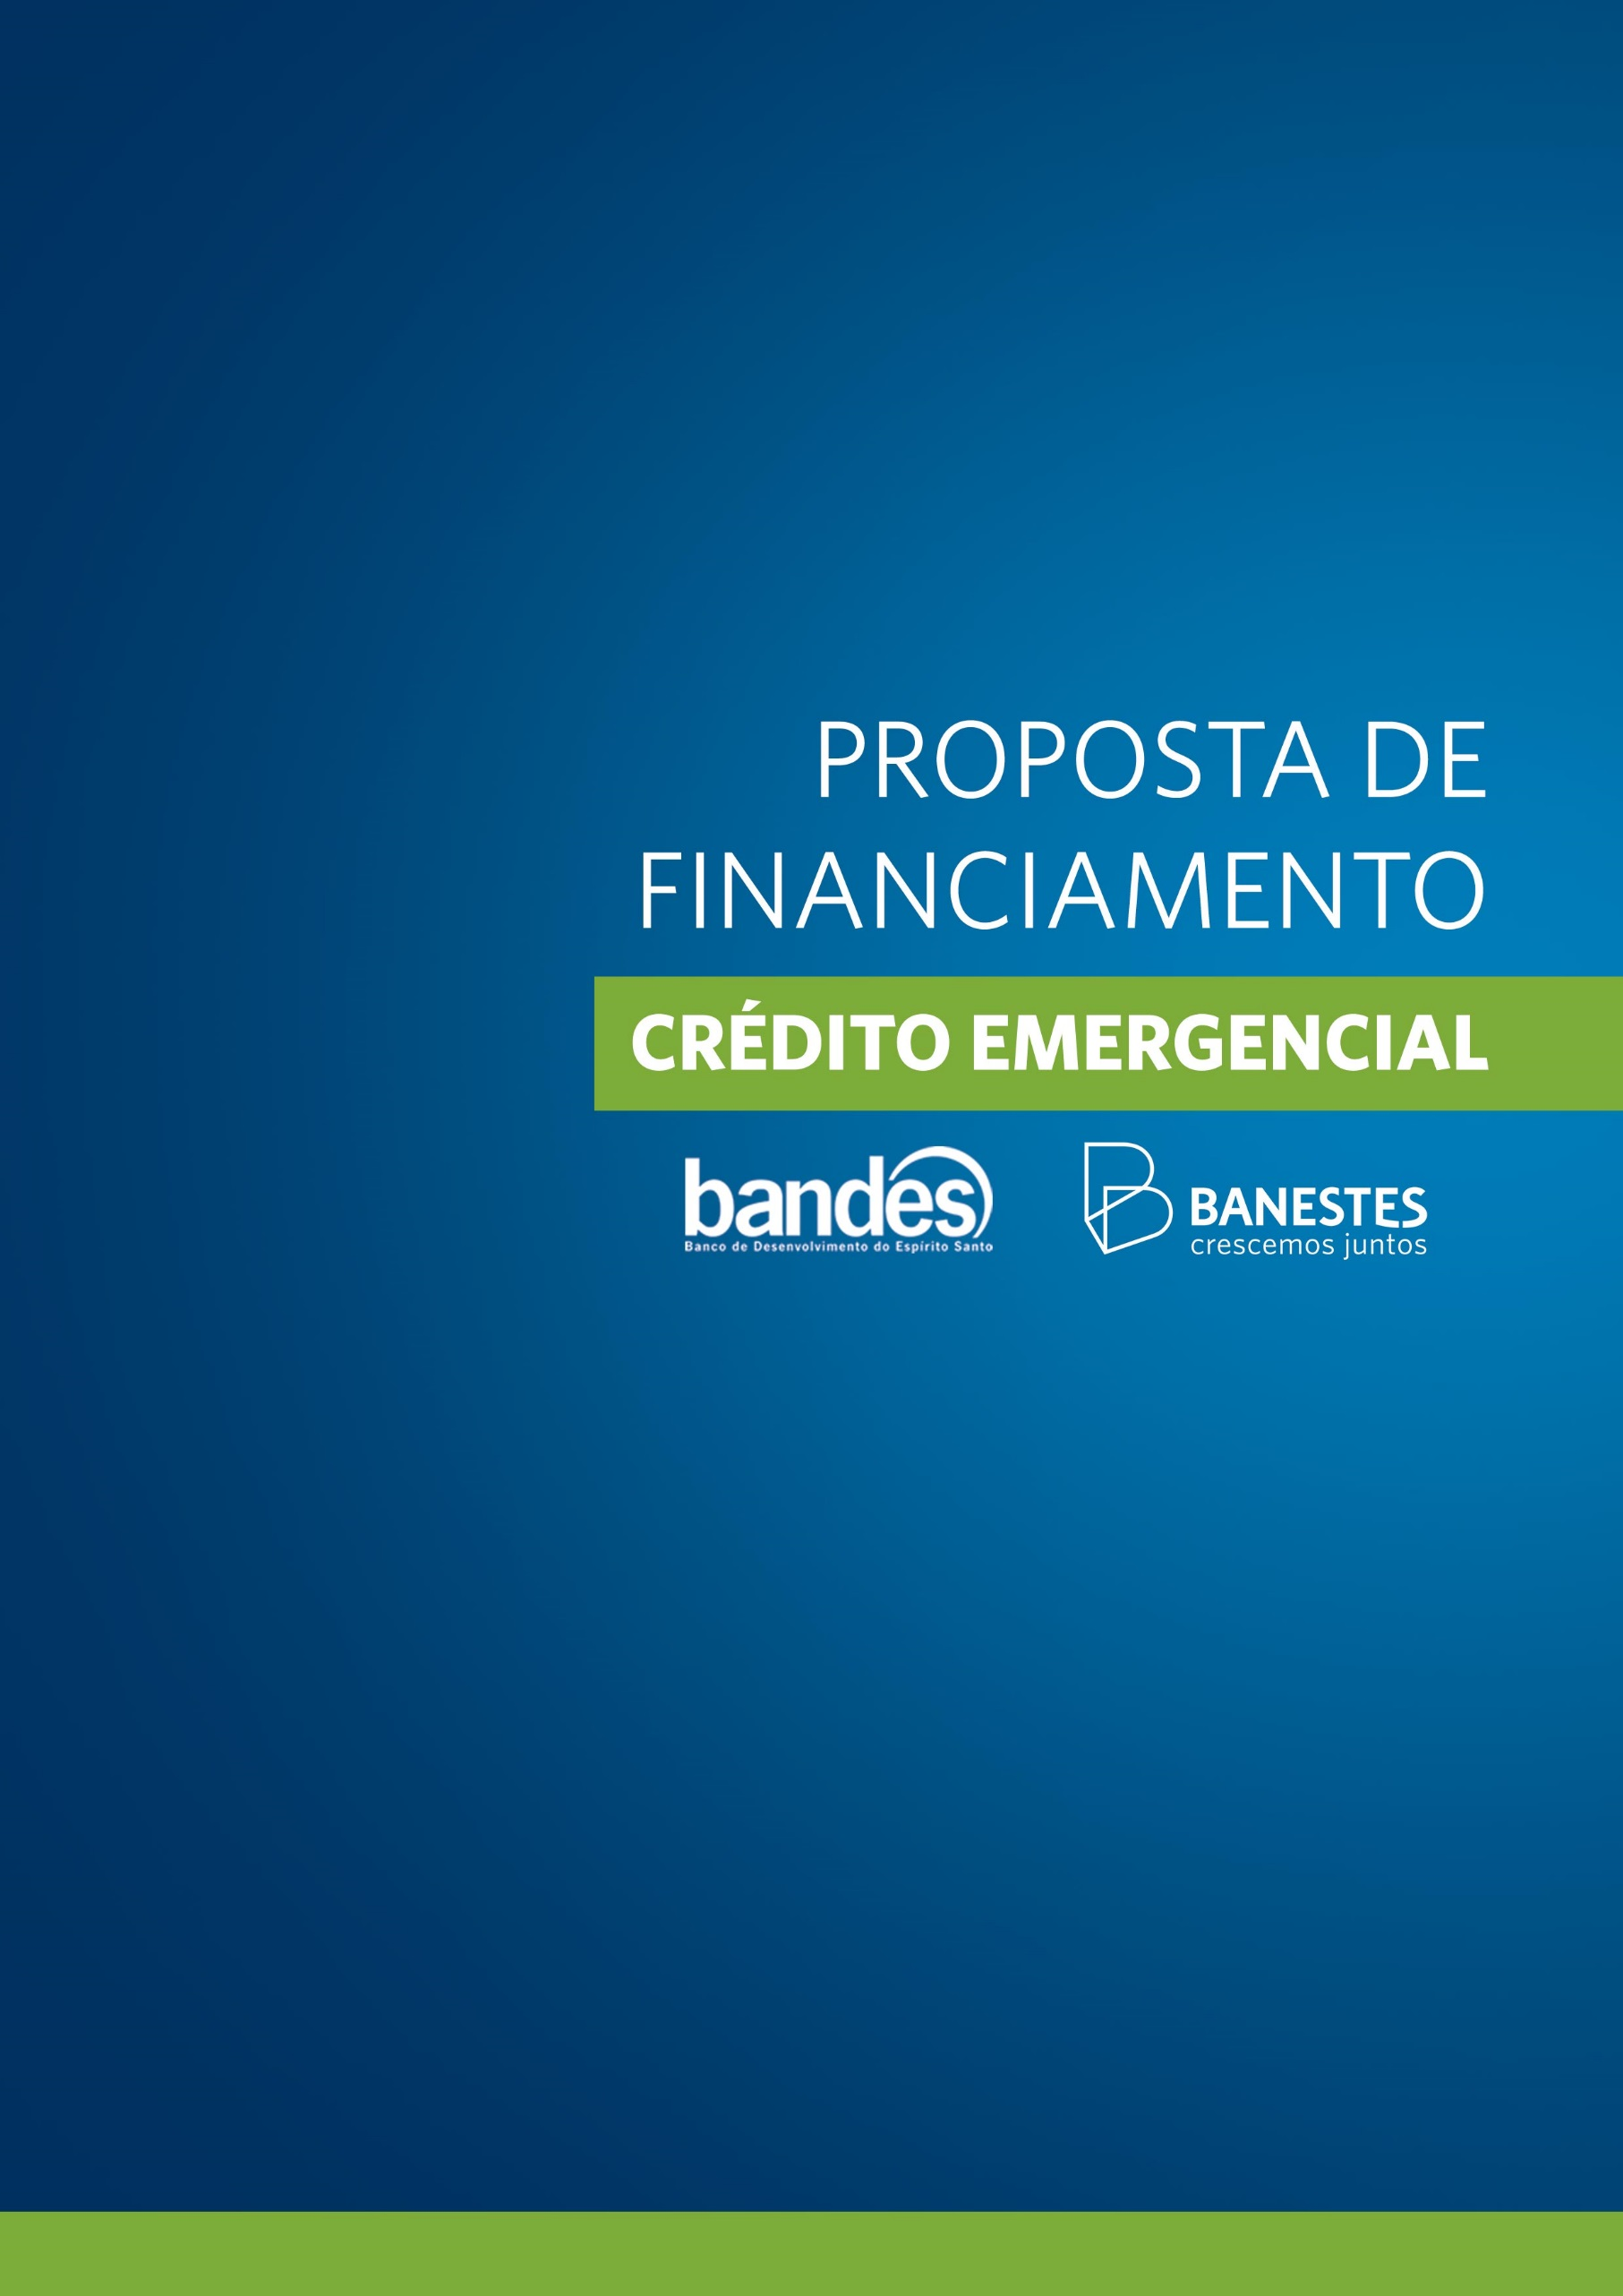 PROPOSTA DE
FINANCIAMENTO
CRÉDITO EMERGENCIAL
bandes
Banco de Desenvolvimento do Espírito Santo
BANESTES
crescemos juntos